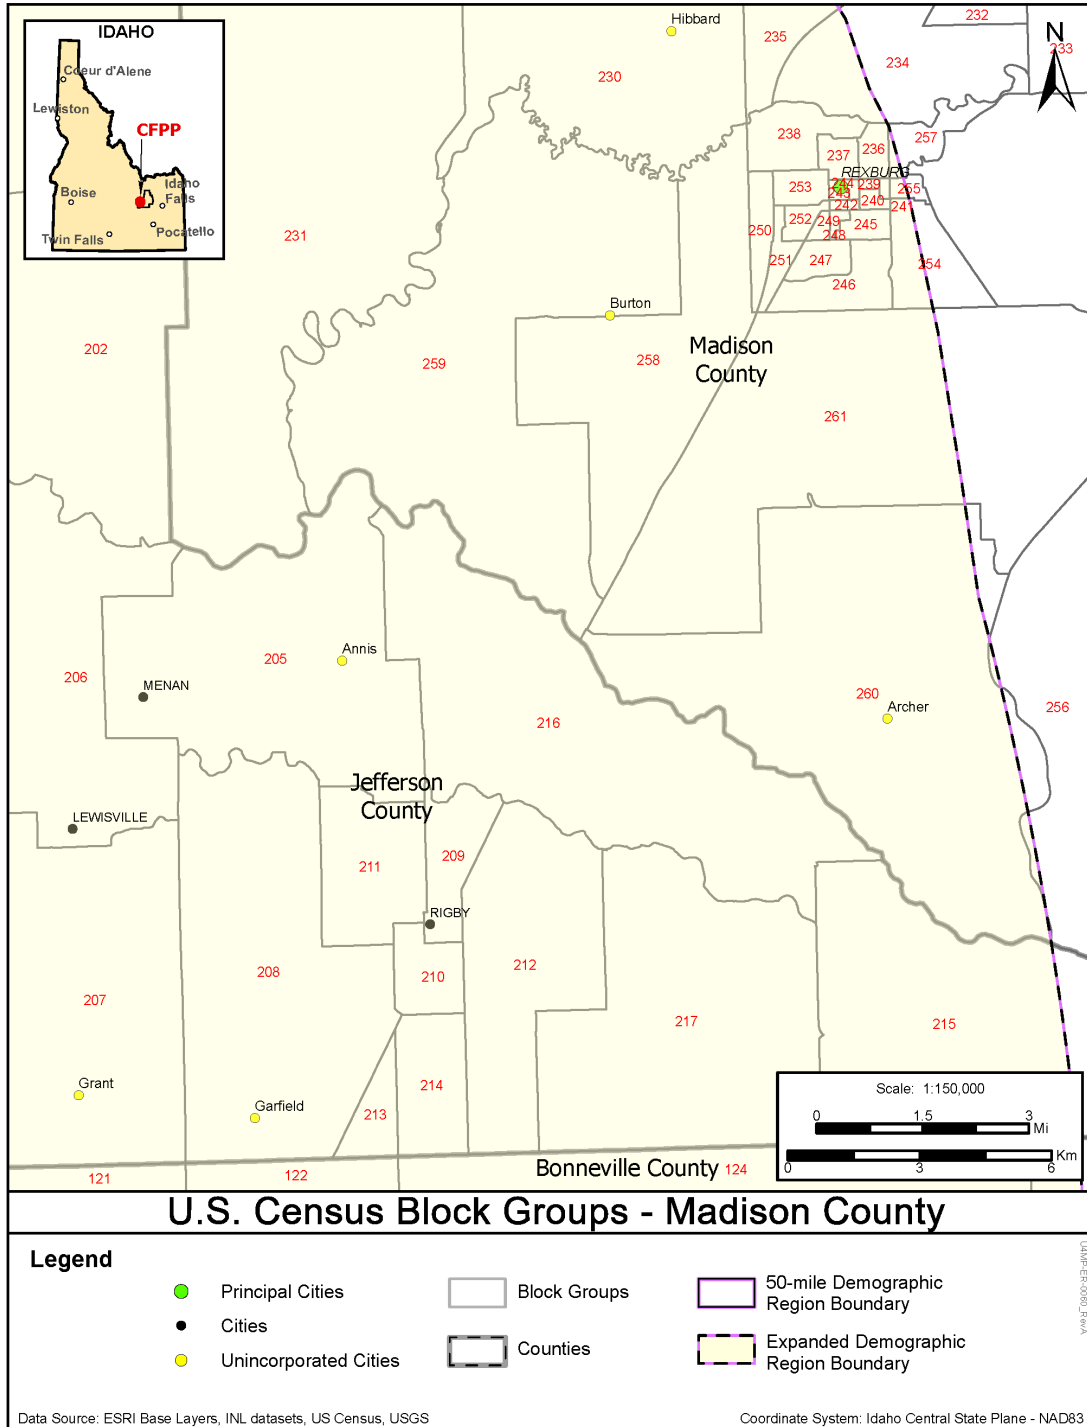 IDAHO
Coeur d'Alene
Lewiston
CFPP
Boise
Idaho
Falls
Twin Falls
Pocatello
Hibbard
232
235
N
233
234
230
238
257
236
237
REXBURG
244
239
253
255
243
240
242
241
252
249
245
250
248
231
251
247
254
246
Burton
Madison
County
202
259
258
261
205
Annis
206
MENAN
260
Archer
256
216
Jefferson
County
LEWISVILLE
209
211
RIGBY
208
210
212
207
217
215
Grant
214
Garfield
213
Scale: 1:150,000
0 1.5 3
Mi
Km
0 3 6
121
122
Bonneville County
124
U.S. Census Block Groups - Madison County
Legend
Principal Cities
Cities
Unincorporated Cities
Block Groups
Counties
50-mile Demographic
Region Boundary
Expanded Demographic
Region Boundary
U4MP-ER-0060_RevA
Data Source: ESRI Base Layers, INL datasets, US Census, USGS
Coordinate System: Idaho Central State Plane - NAD83